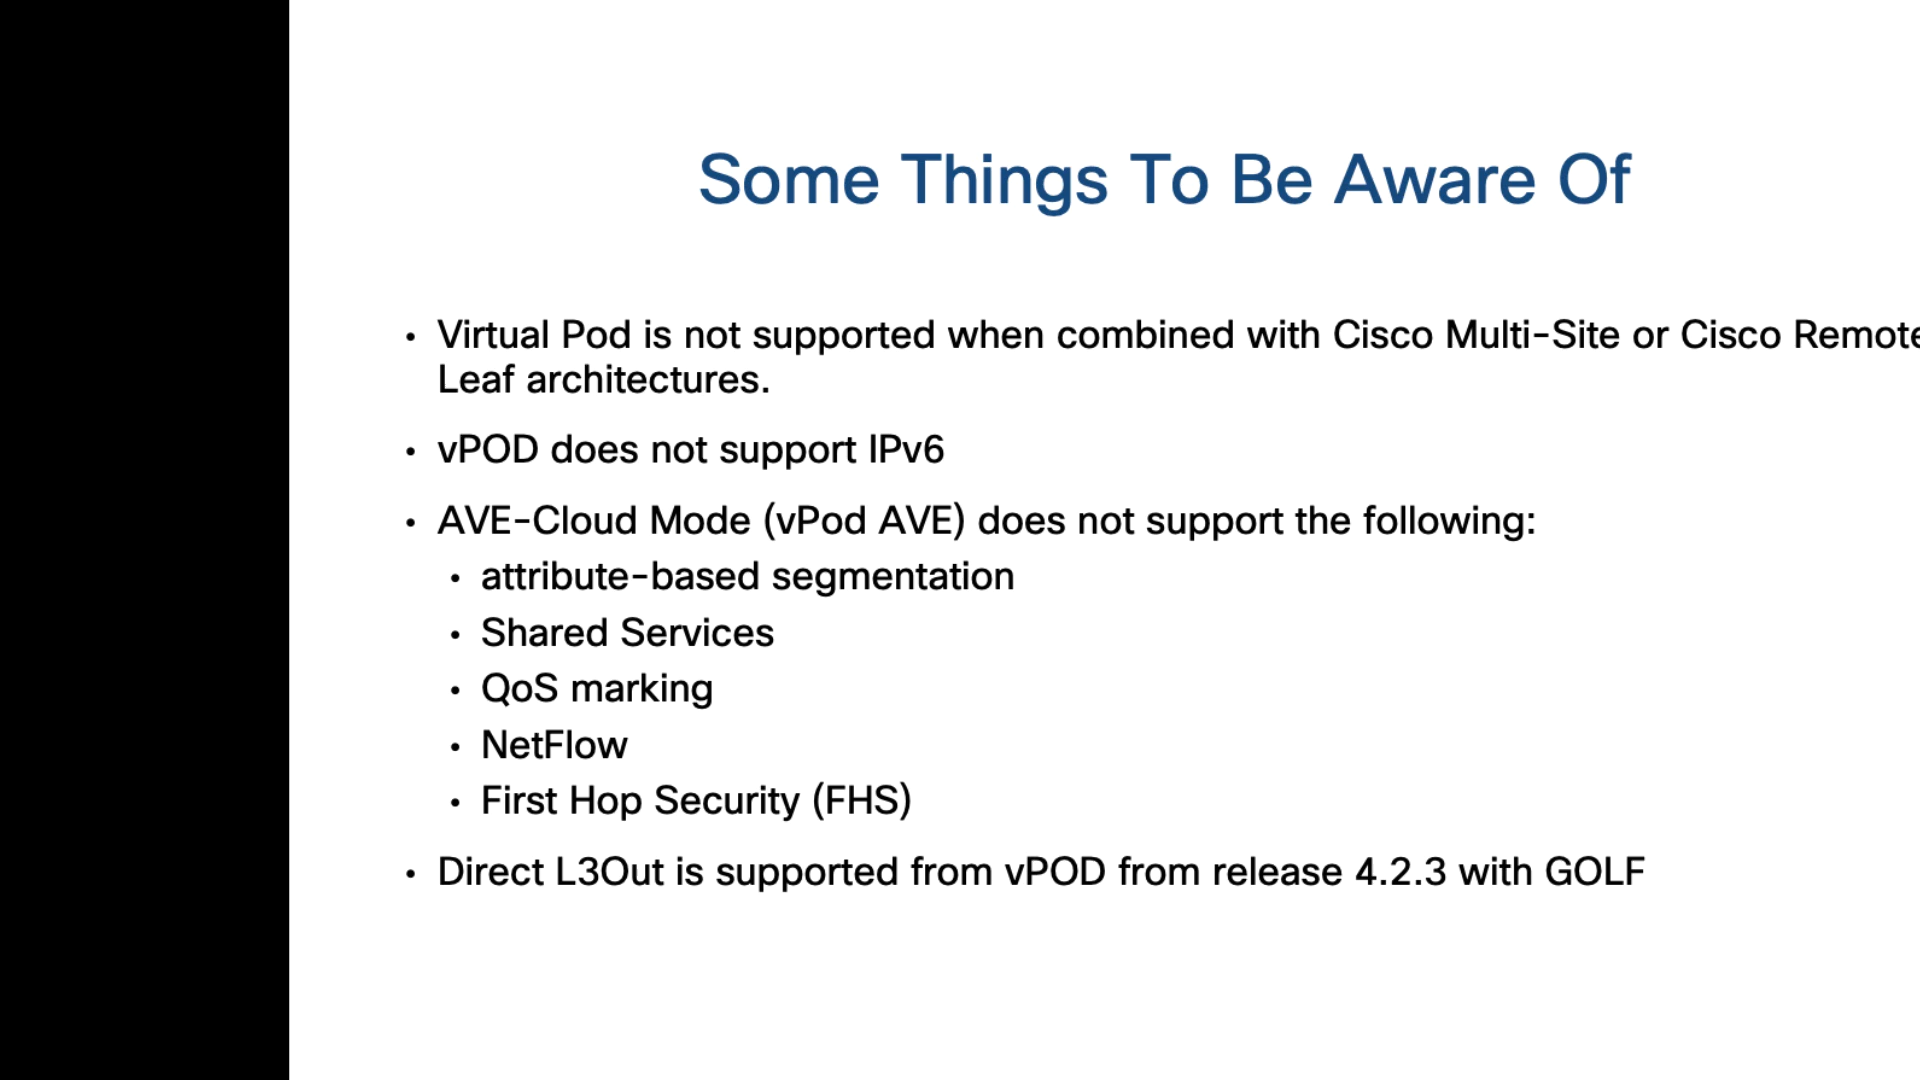 Some Things To Be Aware Of
• Virtual Pod is not supported when combined with Cisco Multi-Site or Cisco Remote
Leaf architectures.
• vPOD does not support IPv6
• AVE-Cloud Mode (vPod AVE) does not support the following:
• attribute-based segmentation
• Shared Services
• QoS marking
• NetFlow
• First Hop Security (FHS)
• Direct L3Out is supported from vPOD from release 4.2.3 with GOLF